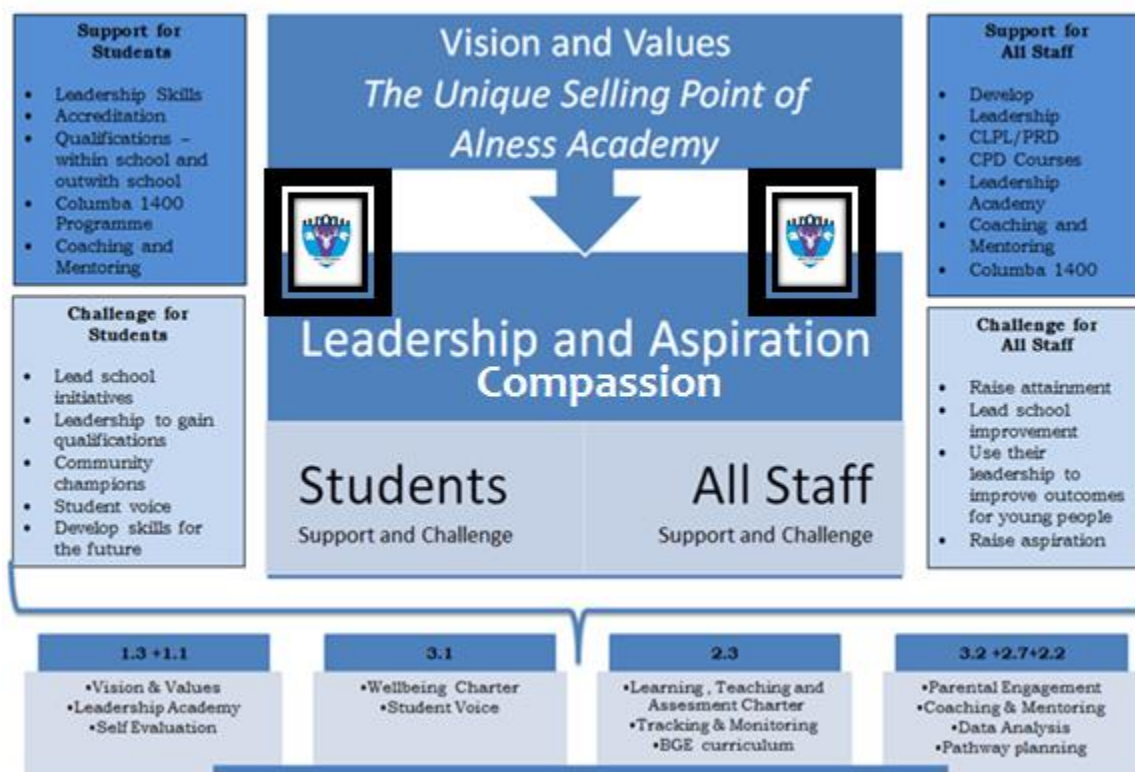 Support for
Students
• Leadership Skills
• Accreditation
• Qualifications –
within school and
outwith school
• Columba 1400
Programme
• Coaching and
Mentoring
Challenge for
Students
• Lead school
initiatives
• Leadership to gain
qualifications
• Community
champions
• Student voice
• Develop skills for
the future
Vision and Values
The Unique Selling Point of
Alness Academy
Leadership and Aspiration
Compassion
Students
Support and Challenge
All Staff
Support and Challenge
Support for
All Staff
• Develop
Leadership
• CLPL/PRD
• CPD Courses
• Leadership
Academy
• Coaching and
Mentoring
• Columba 1400
Challenge for
All Staff
• Raise attainment
• Lead school
improvement
• Use their
leadership to
improve outcomes
for young people
• Raise aspiration
1.3 +1.1
•Vision & Values
•Leadership Academy
•Self Evaluation
3.1
•Wellbeing Charter
•Student Voice
2.3
•Learning , Teaching and
Assesment Charter
•Tracking & Monitoring
•BGE curriculum
3.2 +2.7+2.2
•Parental Engagement
•Coaching & Mentoring
•Data Analysis
•Pathway planning